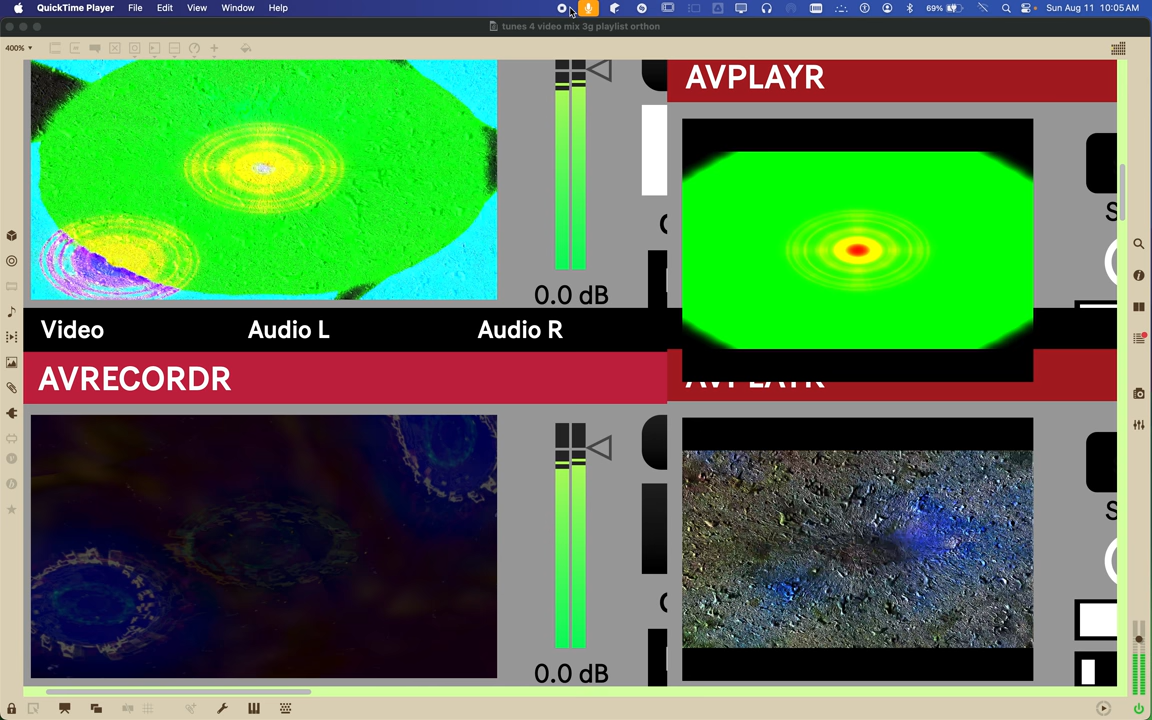 QuickTime Player File Edit View Window Help 69% Sun Aug 11 10:05 AM
tunes 4 video mix 3g playlist orthon
400%
AVPLAYR
0.0 dB
Video Audio L Audio R
AVRECORDR
AVPLAYR
0.0 dB